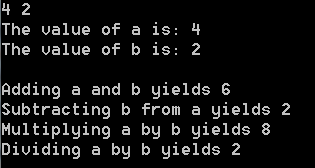 4 2
The value of a is: 4
The value of b is: 2
Adding a and b yields 6
Subtracting b from a yields 2
Multiplying a by b yields 8
Dividing a by b yields 2